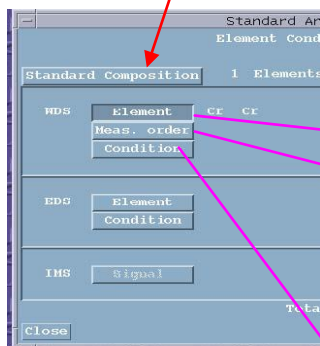 Standard An
Element Cond
Standard Composition 1 Elements
WDS Element Cr Cr
Meas. order
Condition
EDS Element
Condition
IMS Signal
Tota
Close